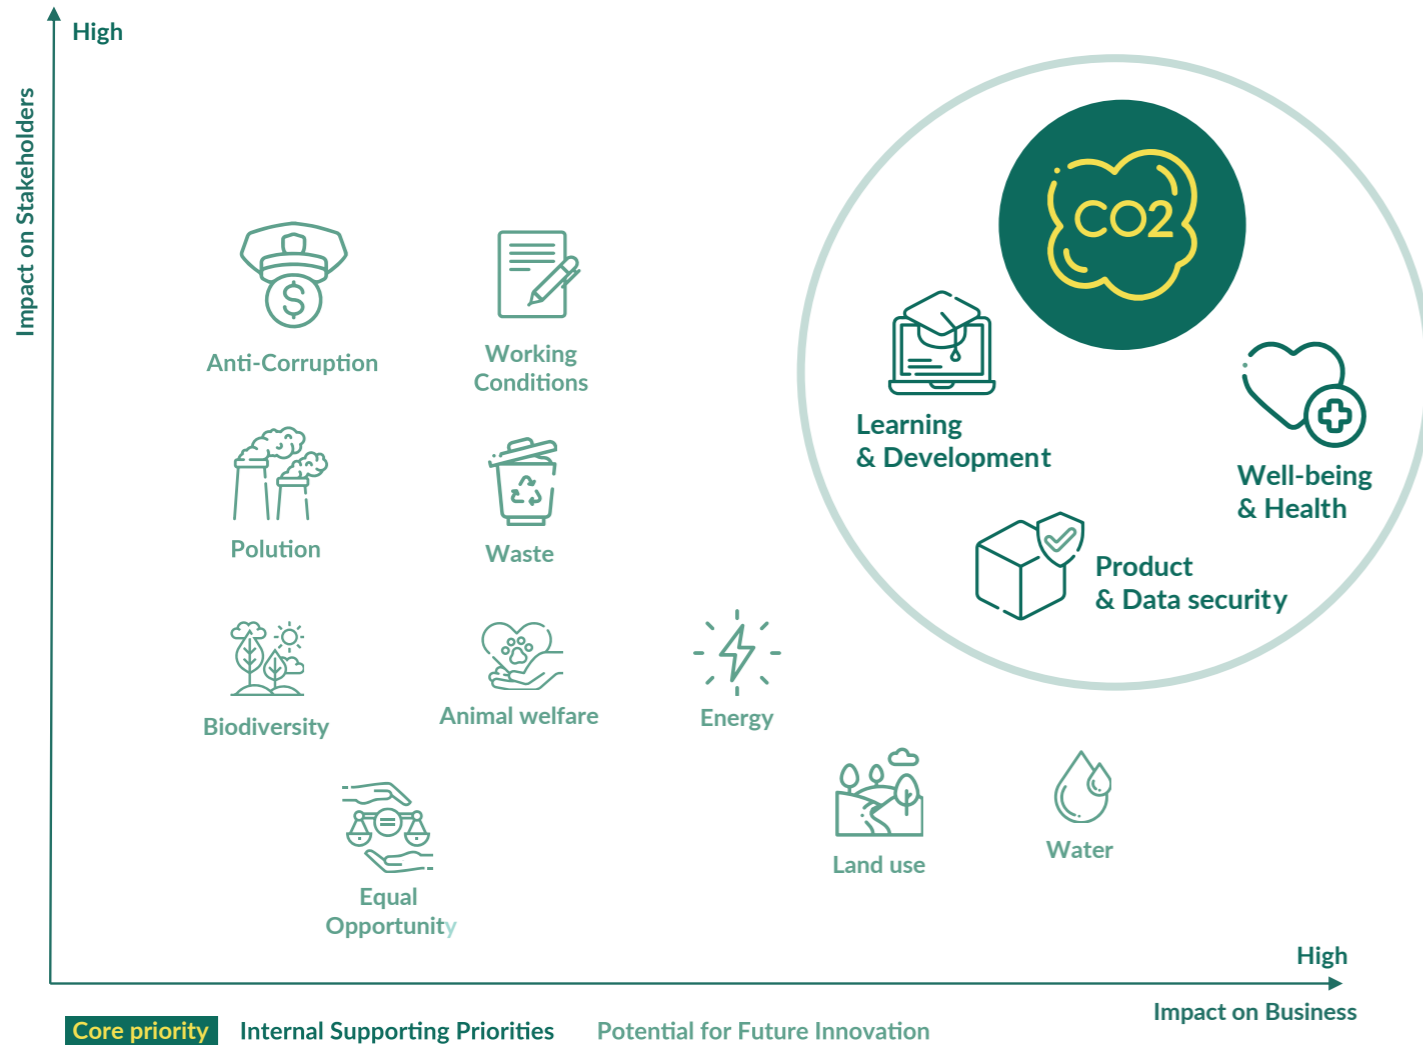 High
Impact on Stakeholders
CO2
$
Anti-Corruption
Working
Conditions
Learning
& Development
Well-being
& Health
Polution
Waste
Product
& Data security
Biodiversity
Animal welfare
Energy
Land use
Water
Equal
Opportunity
High
Impact on Business
Core priority
Internal Supporting Priorities
Potential for Future Innovation